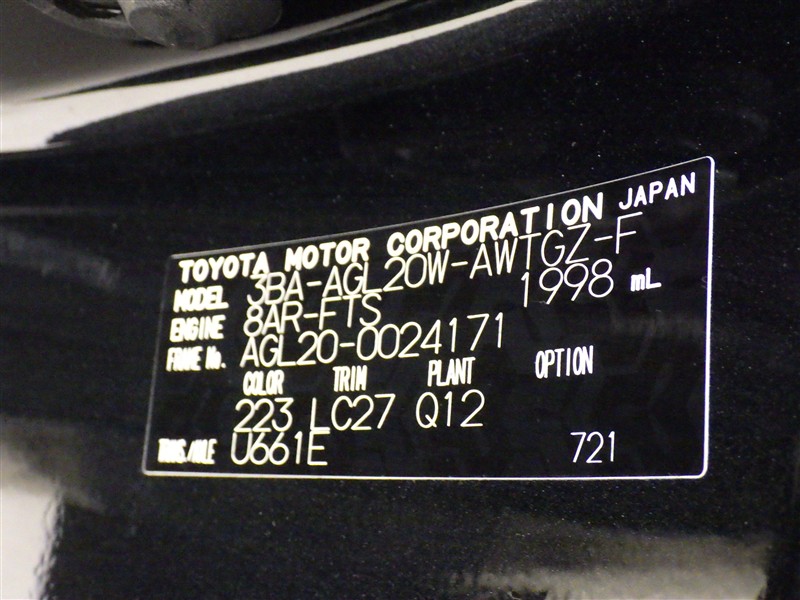 TOYOTA MOTOR CORPORATION JAPAN
MODEL 3BA-AGL20W-AWTGZ-F
ENGINE 8AR-FTS 1998 mL
FRAME No. AGL20-0024171
COLOR TRIM PLANT OPTION
223 LC27 Q12
TRANS./AXLE U661E 721